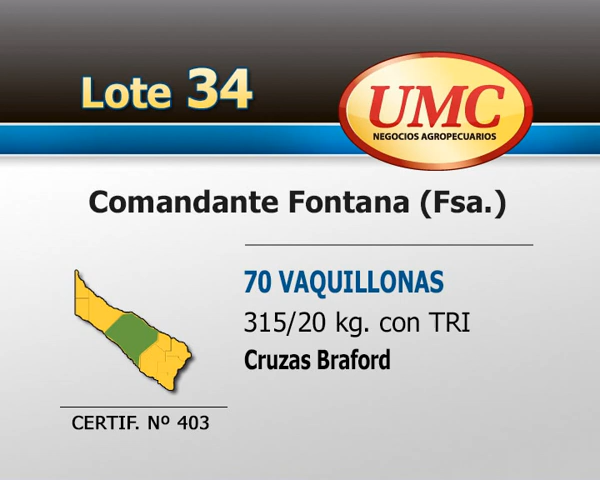 Lote 34
UMC
NEGOCIOS AGROPECUARIOS
Comandante Fontana (Fsa.)
70 VAQUILLONAS
315/20 kg. con TRI
Cruzas Braford
CERTIF. Nº 403